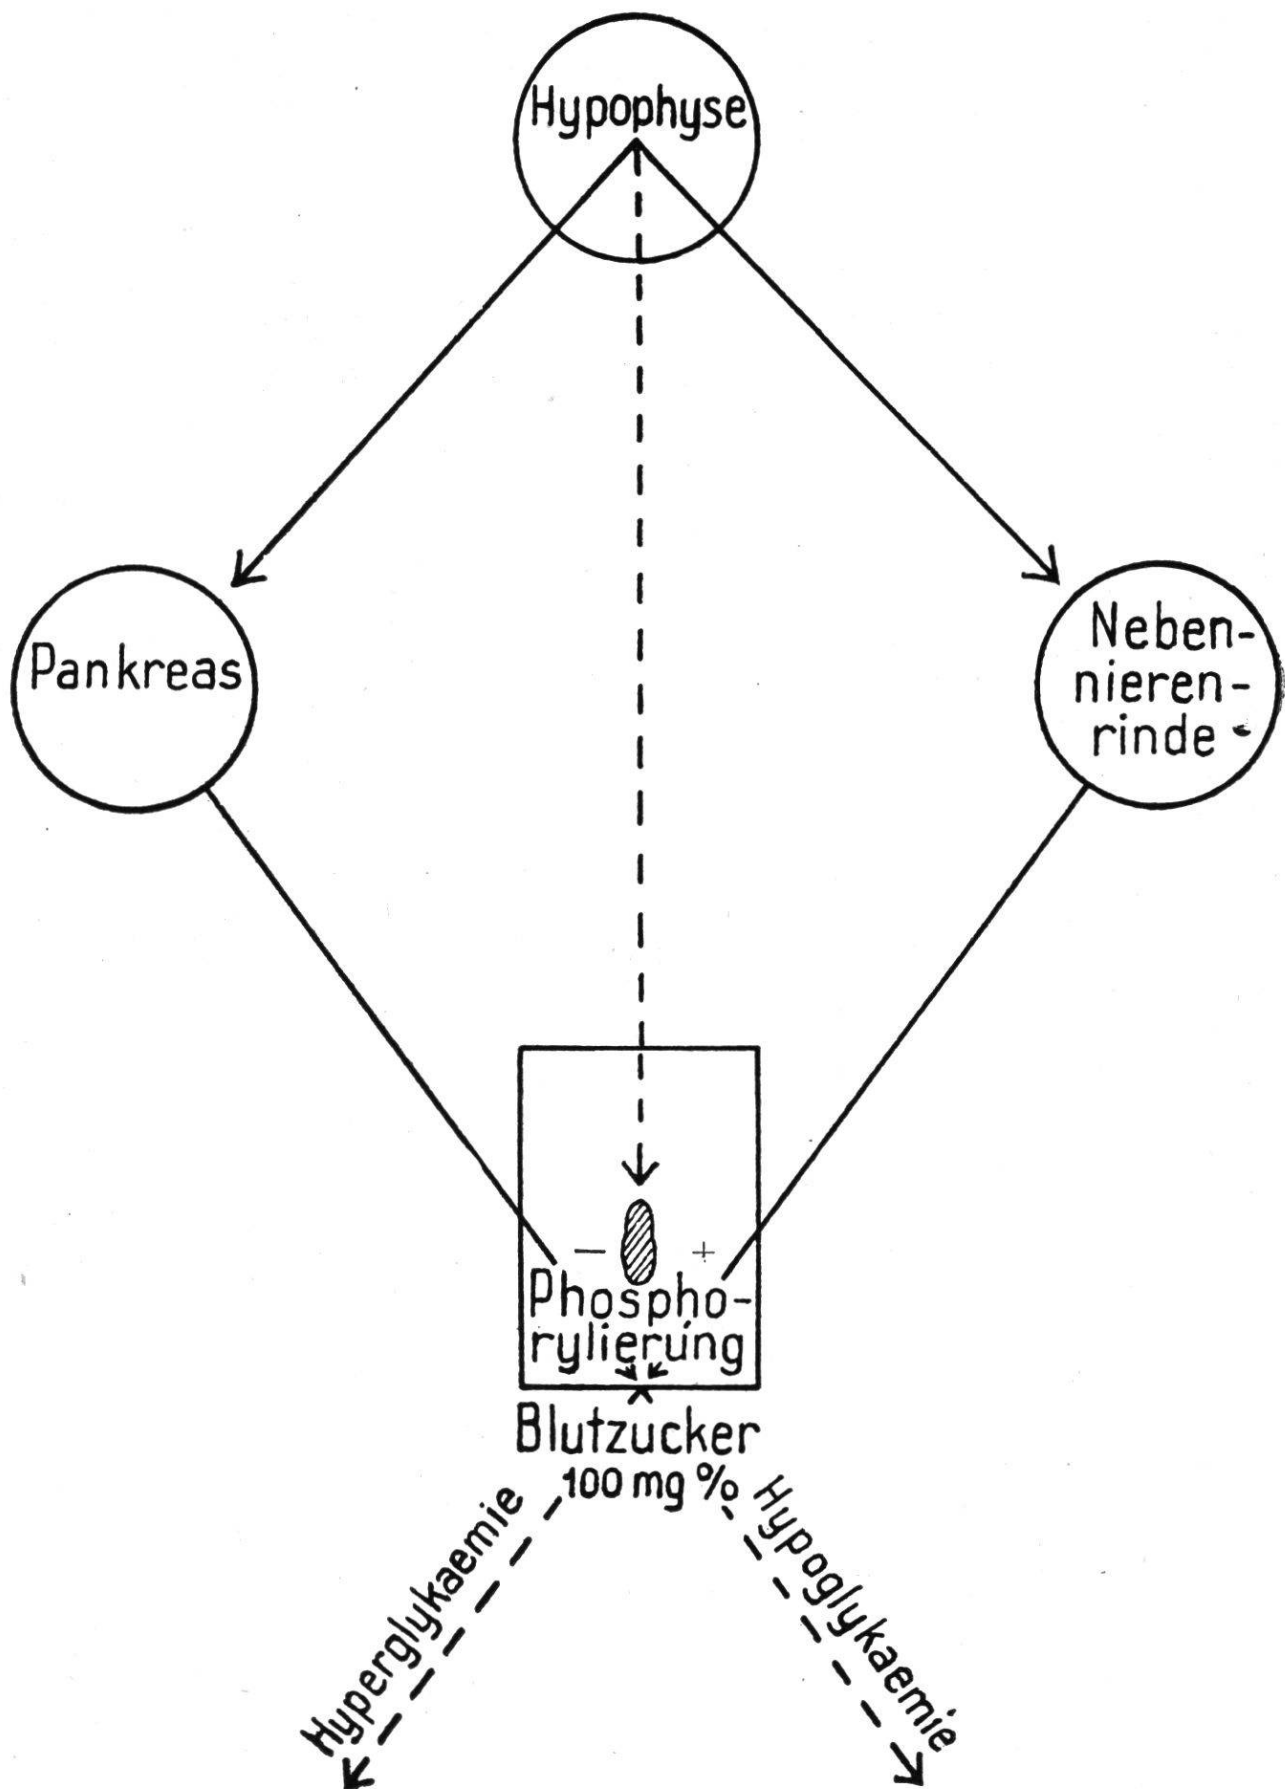 Hypophyse
Pankreas
Neben-
nieren-
rinde
- +
Phospho-
rylierung
Blutzucker
100 mg %
Hyperglykaemie
Hypoglykaemie